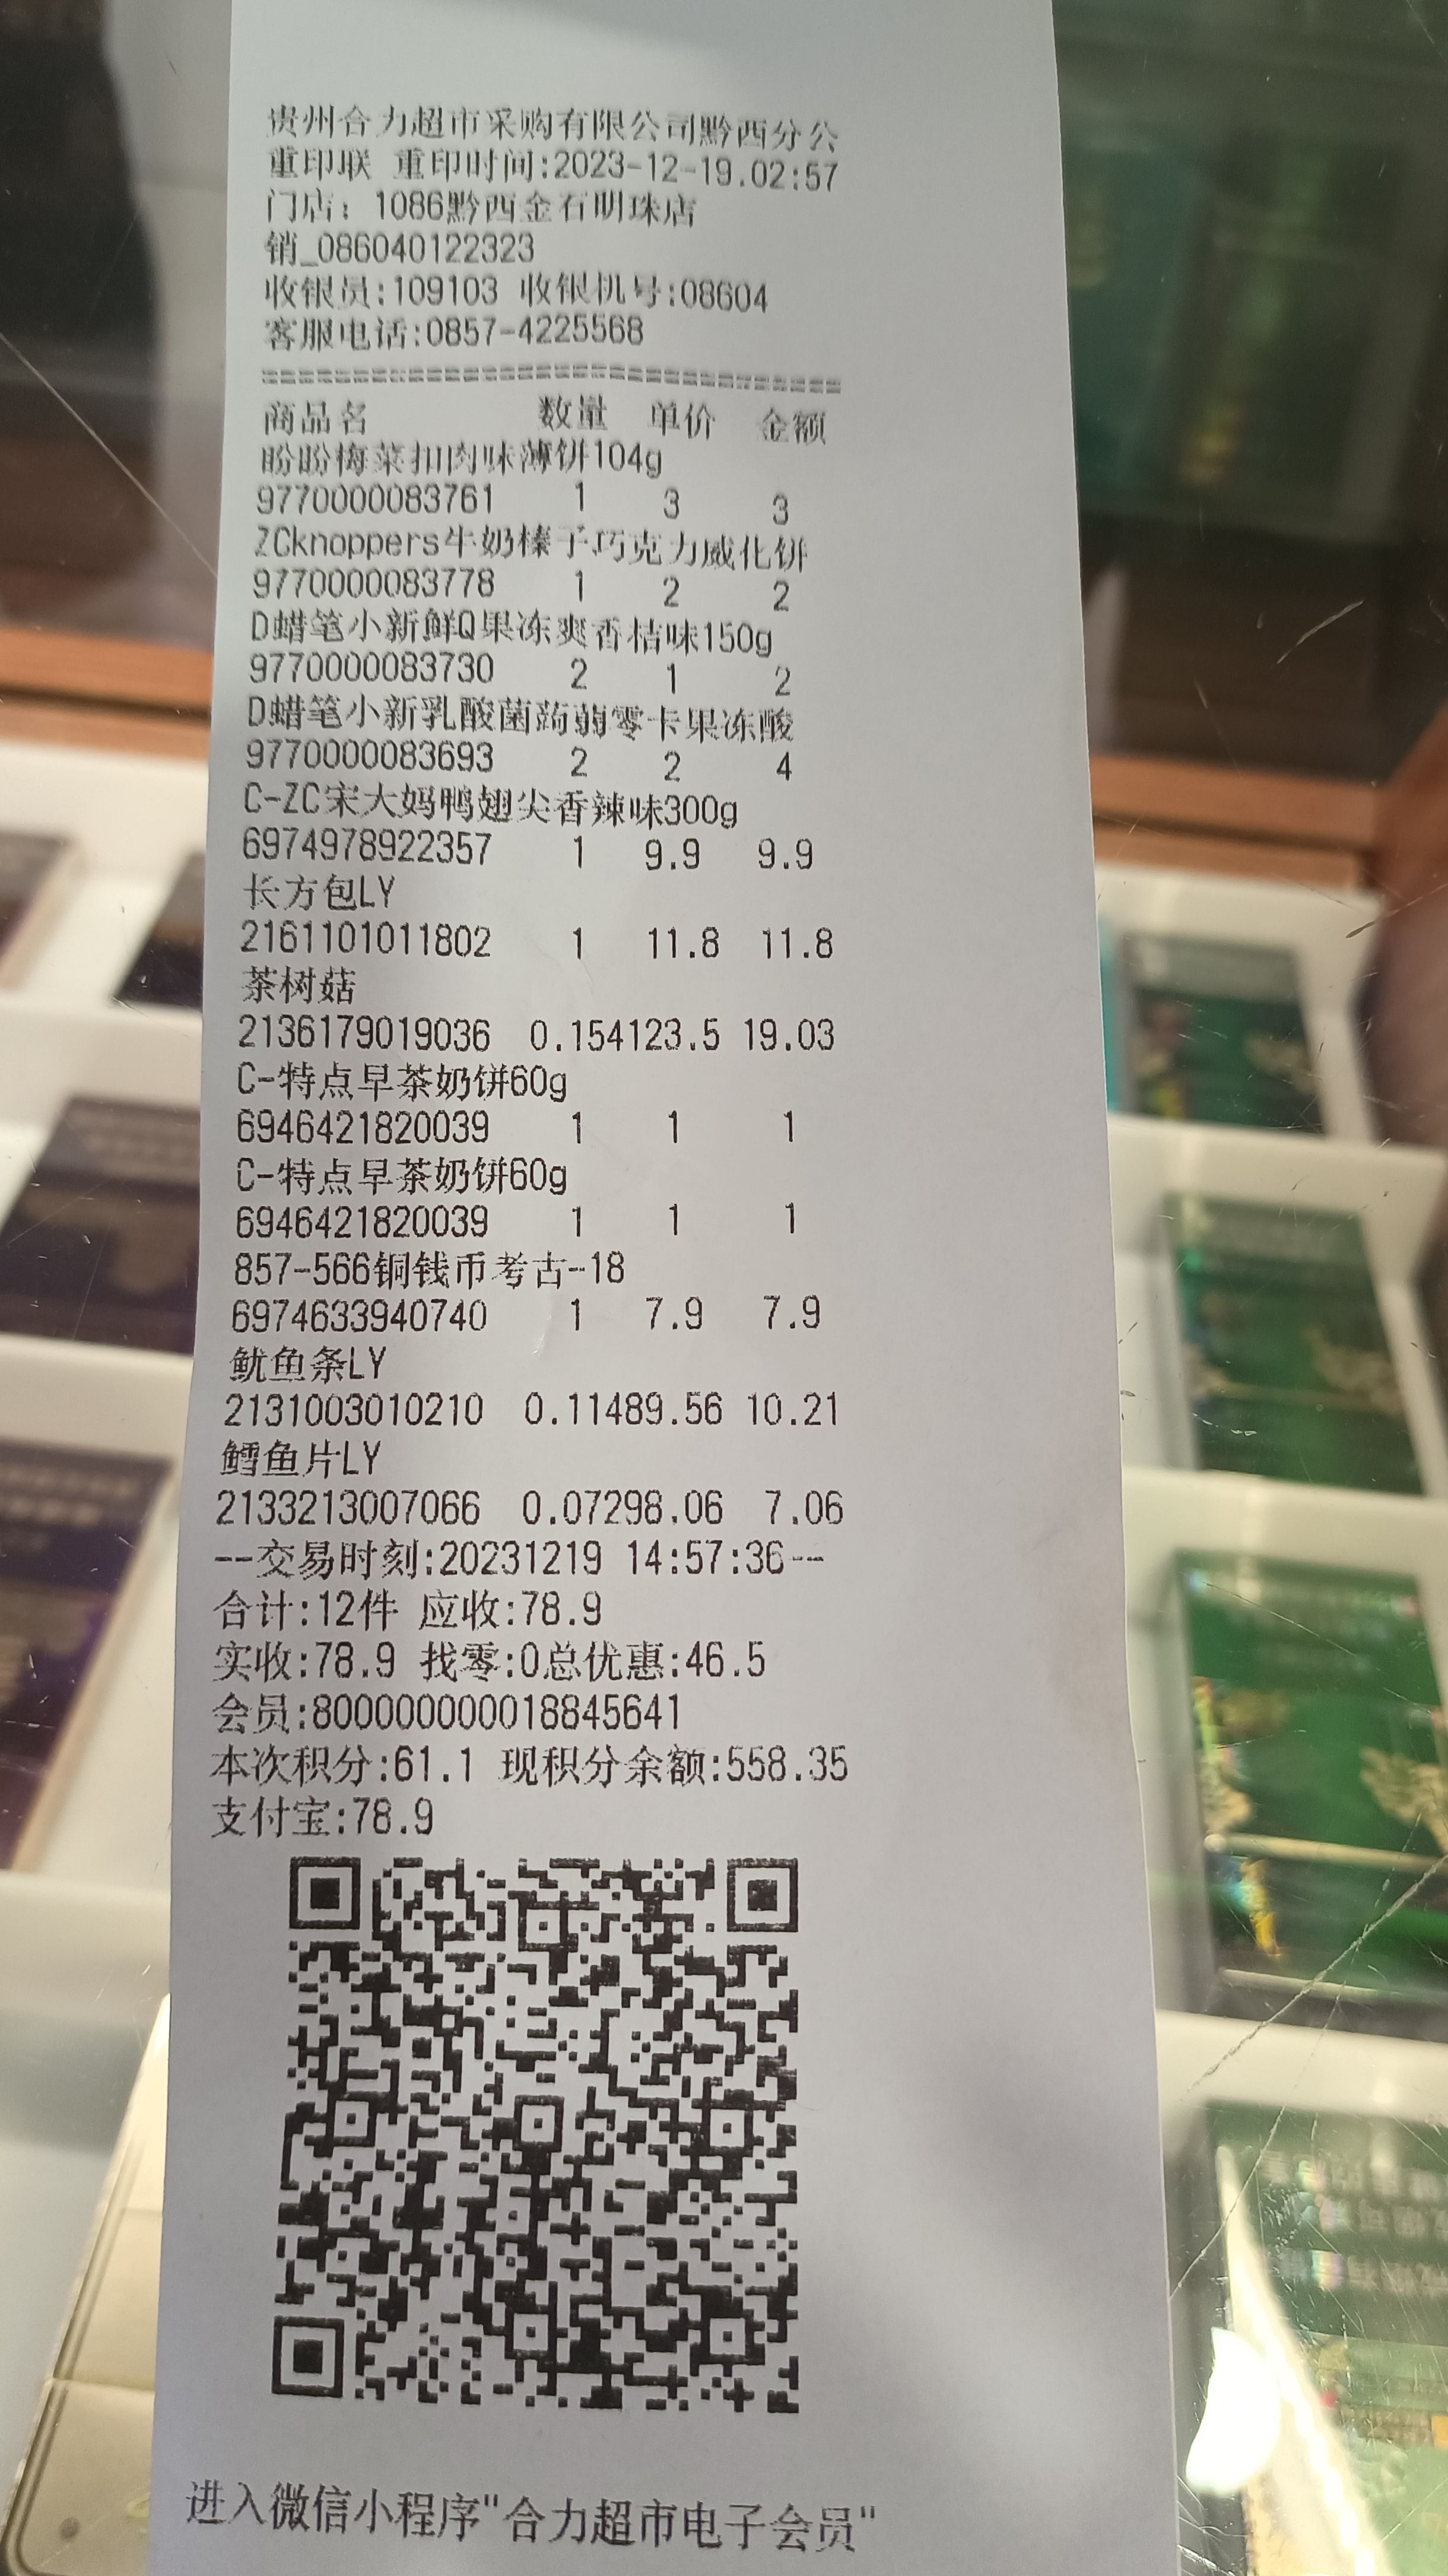 贵州合力超市采购有限公司黔西分公
重印联 重印时间:2023-12-19.02:57
门店：1086黔西金石明珠店
销_086040122323
收银员:109103 收银机号:08604
客服电话:0857-4225568
================================
商品名 数量 单价 金额
盼盼梅菜扣肉味薄饼104g
9770000083761 1 3 3
ZCknoppers牛奶榛子巧克力威化饼
9770000083778 1 2 2
D蜡笔小新鲜Q果冻爽香桔味150g
9770000083730 2 1 2
D蜡笔小新乳酸菌蒟蒻零卡果冻酸
9770000083693 2 2 4
C-ZC宋大妈鸭翅尖香辣味300g
6974978922357 1 9.9 9.9
长方包LY
2161101011802 1 11.8 11.8
茶树菇
2136179019036 0.154123.5 19.03
C-特点早茶奶饼60g
6946421820039 1 1 1
C-特点早茶奶饼60g
6946421820039 1 1 1
857-566铜钱币考古-18
6974633940740 1 7.9 7.9
鱿鱼条LY
2131003010210 0.11489.56 10.21
鳕鱼片LY
2133213007066 0.07298.06 7.06
--交易时刻:20231219 14:57:36--
合计:12件 应收:78.9
实收:78.9 找零:0总优惠:46.5
会员:800000000018845641
本次积分:61.1 现积分余额:558.35
支付宝:78.9
进入微信小程序"合力超市电子会员"